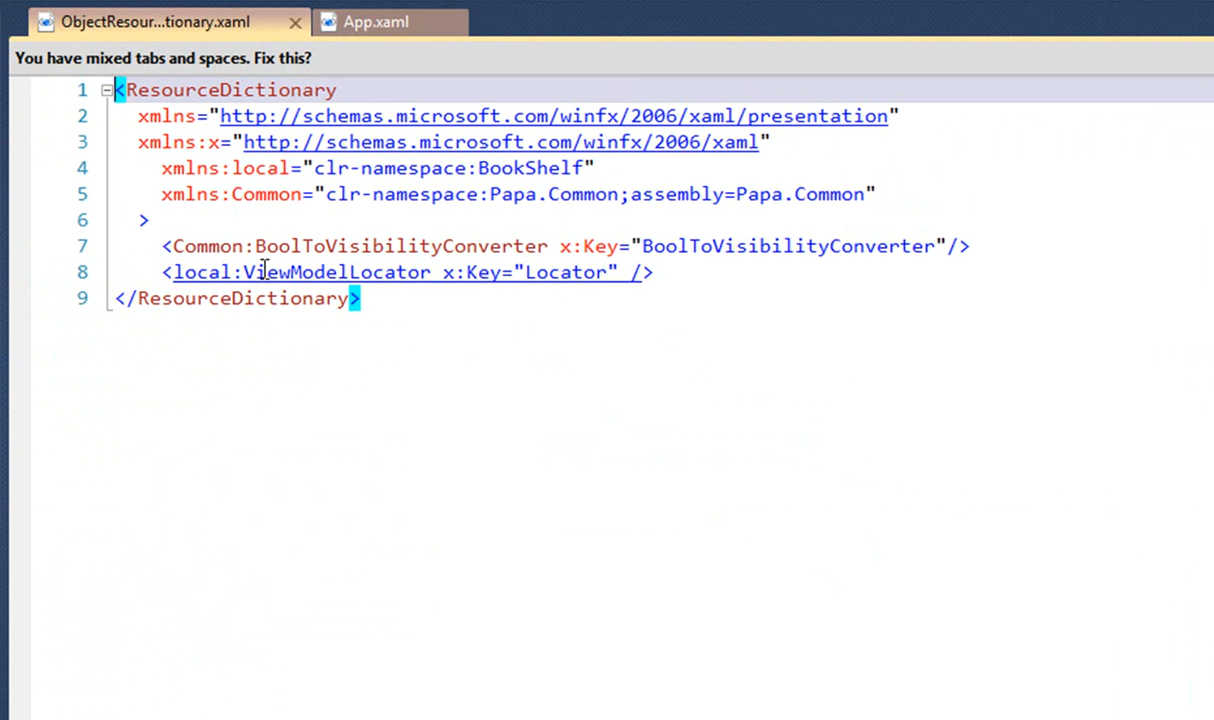 ObjectResour...tionary.xaml
App.xaml
You have mixed tabs and spaces. Fix this?
1 <ResourceDictionary
2 xmlns="http://schemas.microsoft.com/winfx/2006/xaml/presentation"
3 xmlns:x="http://schemas.microsoft.com/winfx/2006/xaml"
4 xmlns:local="clr-namespace:BookShelf"
5 xmlns:Common="clr-namespace:Papa.Common;assembly=Papa.Common"
6 >
7 <Common:BoolToVisibilityConverter x:Key="BoolToVisibilityConverter"/>
8 <local:ViewModelLocator x:Key="Locator" />
9 </ResourceDictionary>